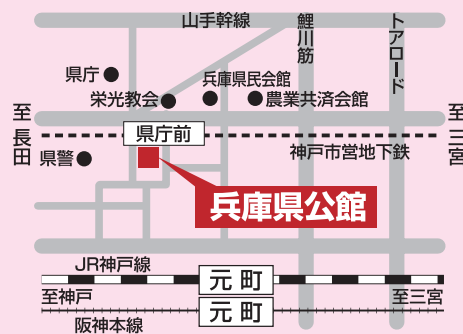 山手幹線
鯉川筋
トアロード
県庁
兵庫県民会館
栄光教会
農業共済会館
至長田
至三宮
県庁前
県警
神戸市営地下鉄
兵庫県公館
JR神戸線
元町
至神戸
至三宮
元町
阪神本線